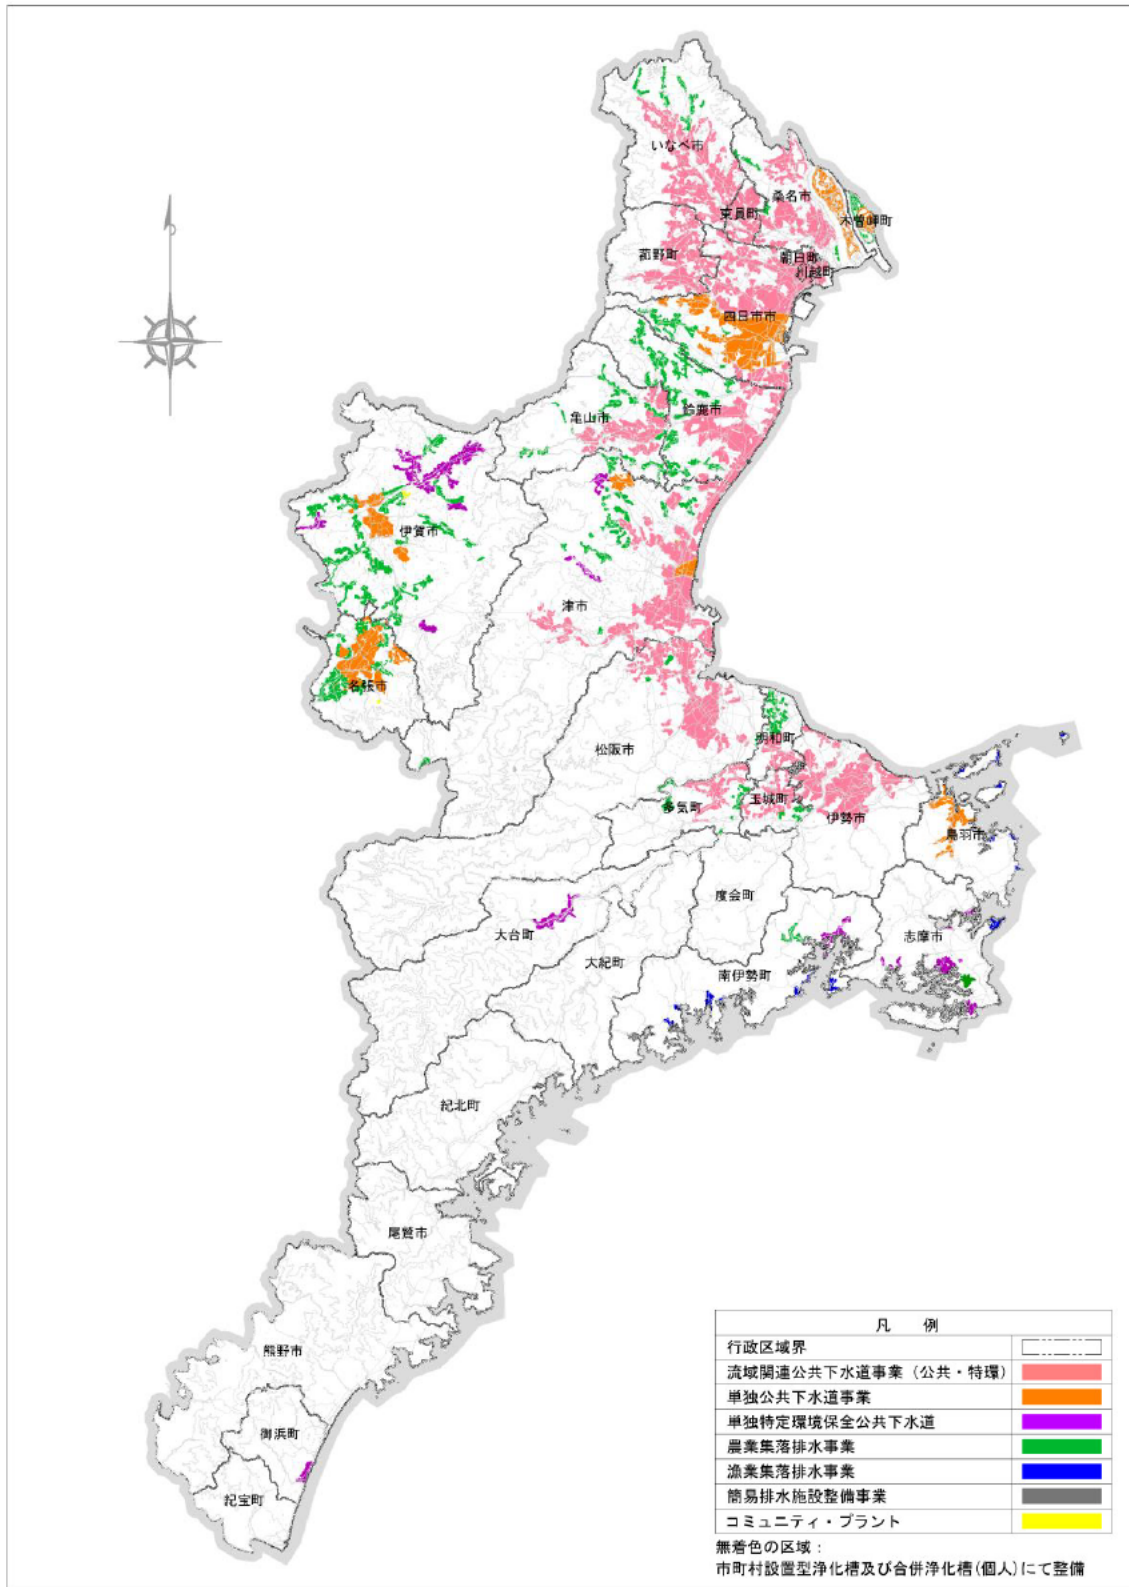 いなべ市
東員町
桑名市
木曽岬町
菰野町
朝日町
川越町
四日市市
亀山市
鈴鹿市
伊賀市
津市
名張市
松阪市
明和町
多気町
玉城町
伊勢市
鳥羽市
度会町
大台町
志摩市
大紀町
南伊勢町
紀北町
尾鷲市
熊野市
御浜町
紀宝町
凡 例
行政区域界
流域関連公共下水道事業（公共・特環）
単独公共下水道事業
単独特定環境保全公共下水道
農業集落排水事業
漁業集落排水事業
簡易排水施設整備事業
コミュニティ・プラント
無着色の区域：
市町村設置型浄化槽及び合併浄化槽(個人)にて整備